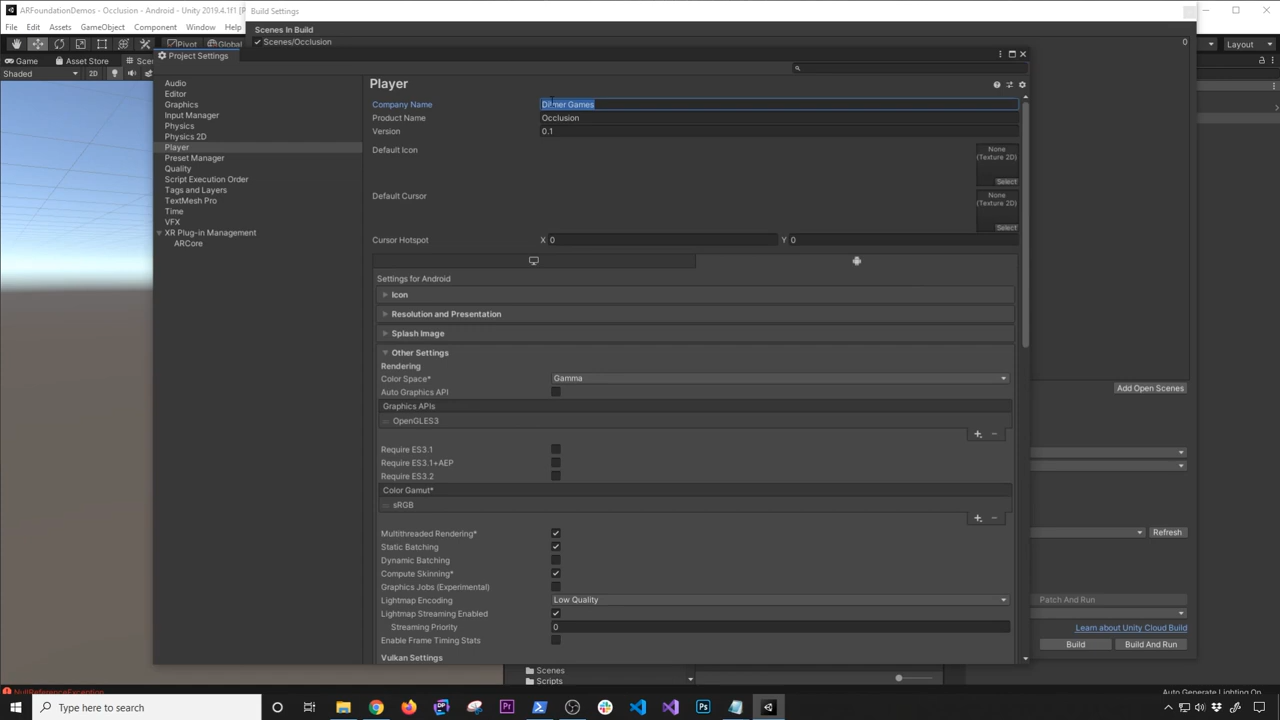 ARFoundationDemos - Occlusion - Android - Unity 2019.4.1f1 [P
Build Settings
File Edit Assets GameObject Component Window Help
Scenes In Build
Scenes/Occlusion 0
Pivot Global
Layout
Project Settings
Game Asset Store
Shaded 2D
Audio
Editor
Graphics
Input Manager
Physics
Physics 2D
Player
Preset Manager
Quality
Script Execution Order
Tags and Layers
TextMesh Pro
Time
VFX
XR Plug-in Management
ARCore
Player
Company Name
Product Name Occlusion
Version 0.1
Default Icon
None
(Texture 2D)
Select
Default Cursor
None
(Texture 2D)
Select
Cursor Hotspot X 0 Y 0
Settings for Android
Icon
Resolution and Presentation
Splash Image
Other Settings
Rendering
Color Space* Gamma
Auto Graphics API
Graphics APIs
OpenGLES3
Require ES3.1
Require ES3.1+AEP
Require ES3.2
Color Gamut*
sRGB
Multithreaded Rendering*
Static Batching
Dynamic Batching
Compute Skinning*
Graphics Jobs (Experimental)
Lightmap Encoding Low Quality
Lightmap Streaming Enabled
Streaming Priority 0
Enable Frame Timing Stats
Vulkan Settings
Add Open Scenes
Refresh
Patch And Run
Learn about Unity Cloud Build
Build Build And Run
Scenes
Scripts
NullReferenceException
Auto Generate Lighting On
Type here to search